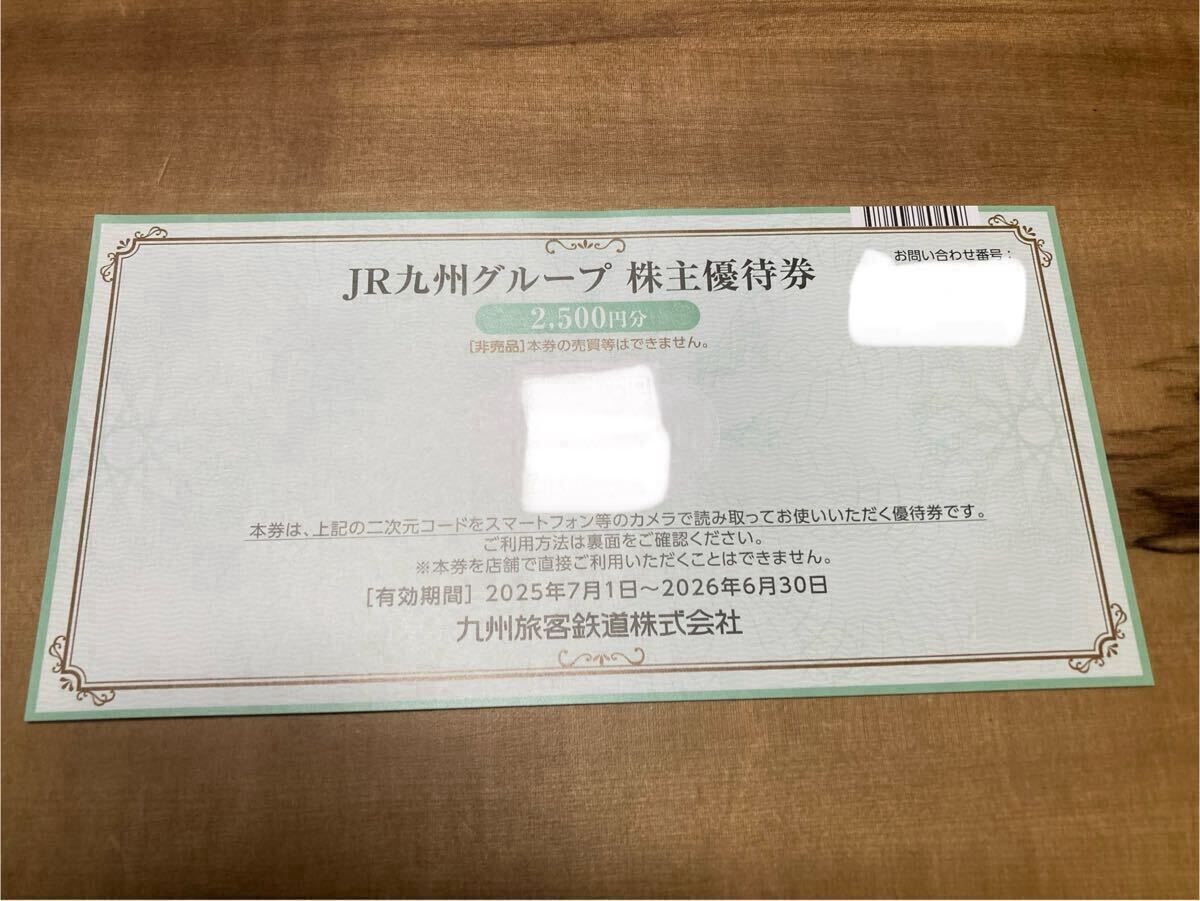 お問い合わせ番号：
JR九州グループ 株主優待券
2,500円分
[非売品]本券の売買等はできません。
本券は、上記の二次元コードをスマートフォン等のカメラで読み取ってお使いいただく優待券です。
ご利用方法は裏面をご確認ください。
※本券を店舗で直接ご利用いただくことはできません。
[有効期間] 2025年7月1日～2026年6月30日
九州旅客鉄道株式会社